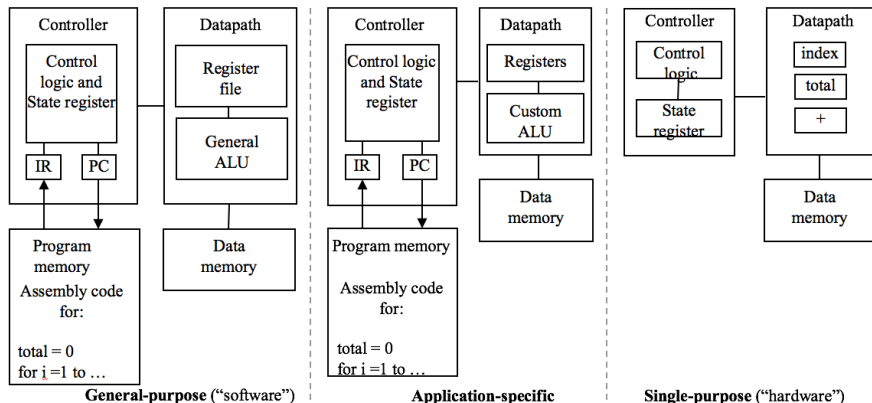 Controller
Control
logic and
State register
IR
PC
Datapath
Register
file
General
ALU
Program
memory
Assembly code
for:
total = 0
for i =1 to …
Data
memory
General-purpose (“software”)
Controller
Control logic
and State
register
IR
PC
Datapath
Registers
Custom
ALU
Data
memory
Program memory
Assembly code
for:
total = 0
for i =1 to …
Application-specific
Controller
Control
logic
State
register
Datapath
index
total
+
Data
memory
Single-purpose (“hardware”)